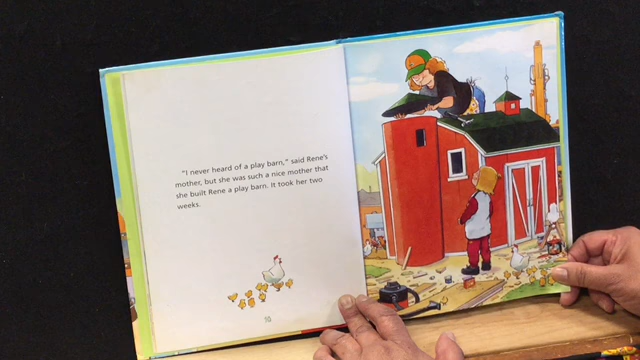 "I never heard of a play barn," said Rene's
mother, but she was such a nice mother that
she built Rene a play barn. It took her two
weeks.